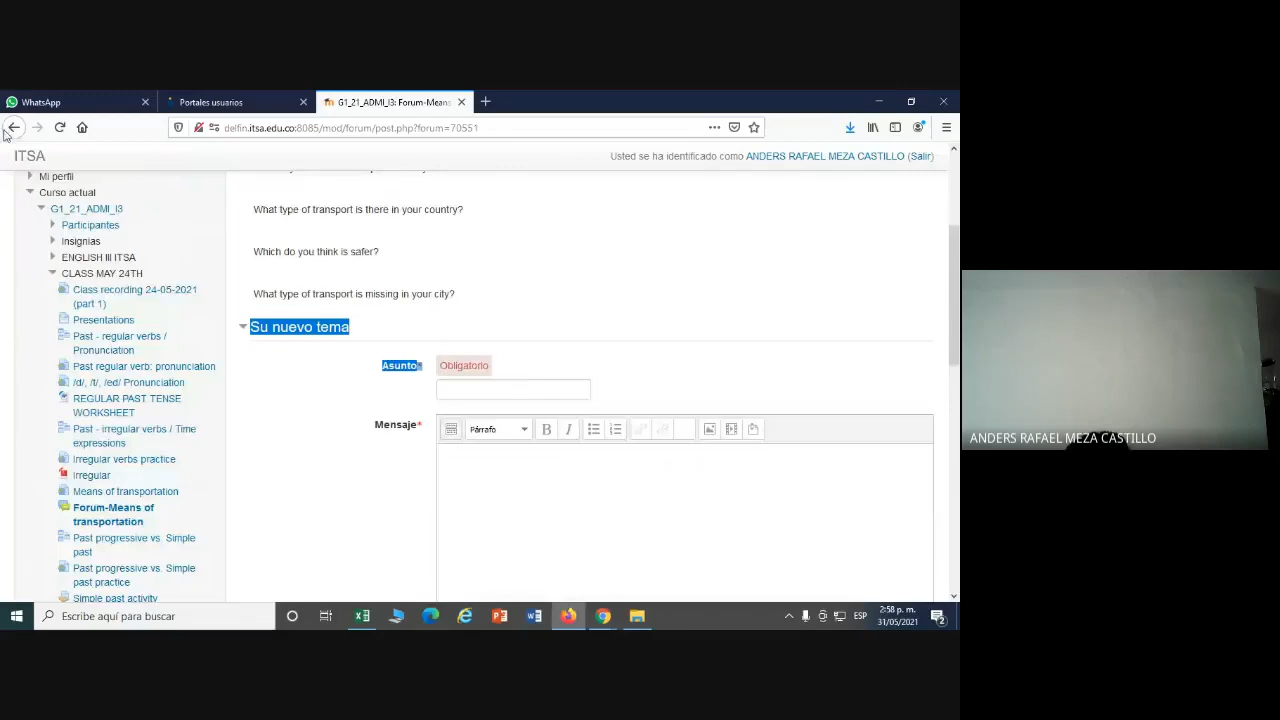 WhatsApp
Portales usuarios
G1_21_ADMI_I3: Forum-Means
delfin.itsa.edu.co:8085/mod/forum/post.php?forum=70551
ITSA
Usted se ha identificado como ANDERS RAFAEL MEZA CASTILLO (Salir)
Mi perfil
Curso actual
G1_21_ADMI_I3
Participantes
Insignias
ENGLISH III ITSA
CLASS MAY 24TH
Class recording 24-05-2021
(part 1)
Presentations
Past - regular verbs /
Pronunciation
Past regular verb: pronunciation
/d/, /t/, /ed/ Pronunciation
REGULAR PAST TENSE
WORKSHEET
Past - irregular verbs / Time
expressions
Irregular verbs practice
Irregular
Means of transportation
Forum-Means of
transportation
Past progressive vs. Simple
past
Past progressive vs. Simple
past practice
Simple past activity
What type of transport is there in your country?
Which do you think is safer?
What type of transport is missing in your city?
Su nuevo tema
Asunto*
Obligatorio
Mensaje*
Párrafo
B I
ANDERS RAFAEL MEZA CASTILLO
Escribe aquí para buscar
ESP
2:58 p. m.
31/05/2021
2